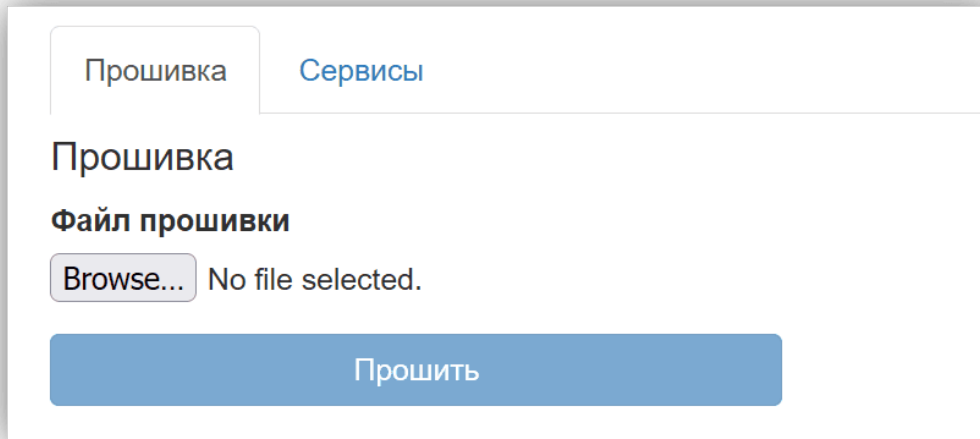 Прошивка Сервисы
Прошивка
Файл прошивки
Browse... No file selected.
Прошить